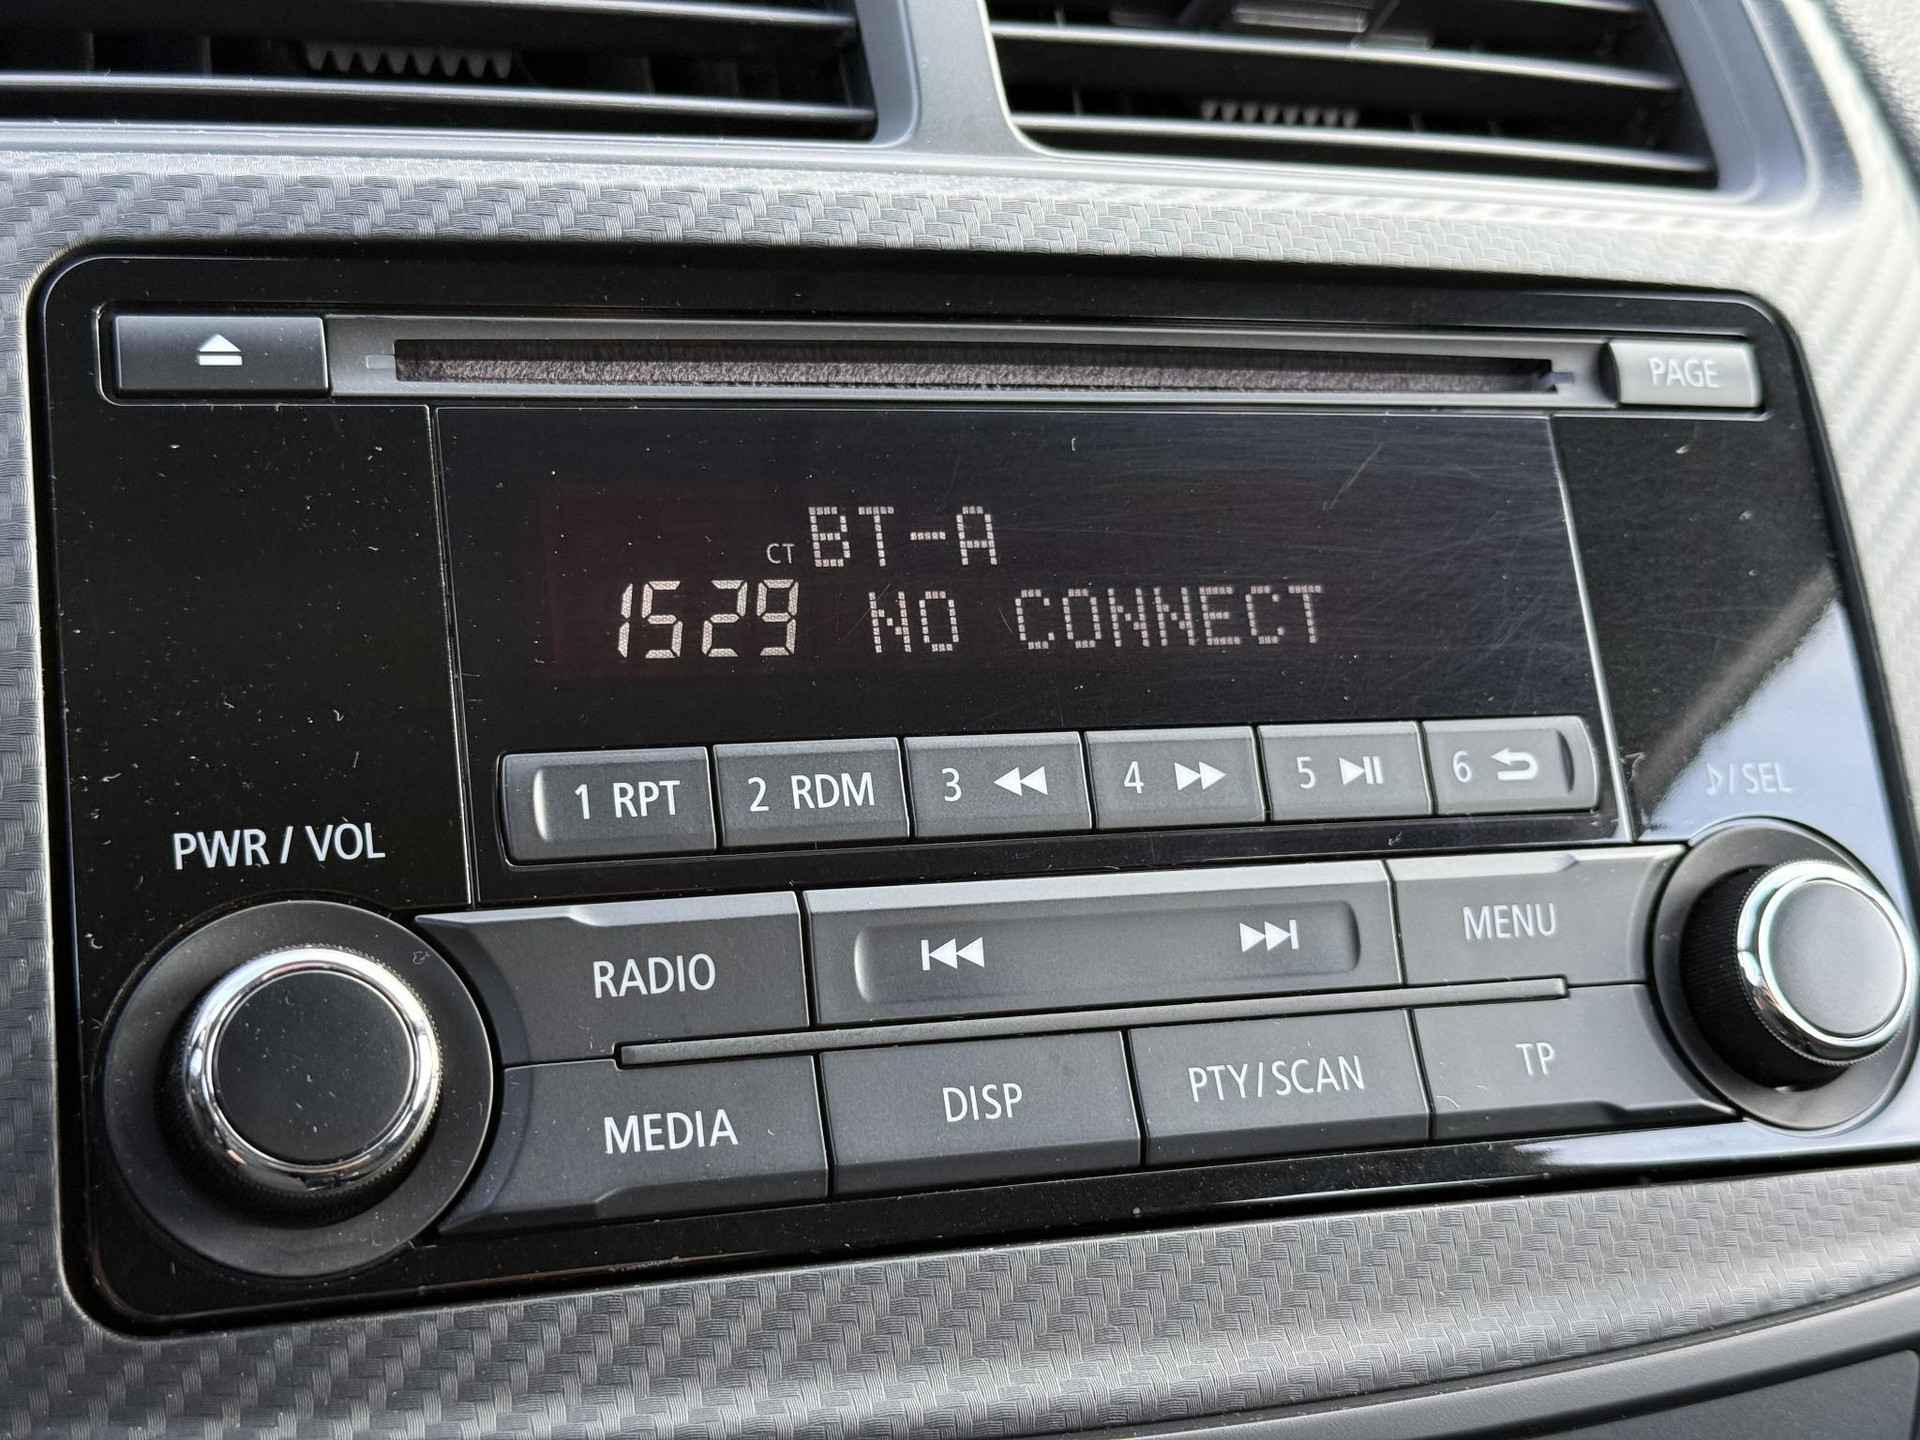 PAGE
CT BT-A
1529 NO CONNECT
1 RPT
2 RDM
3
4
5
6
PWR / VOL
/ SEL
RADIO
MENU
MEDIA
DISP
PTY/SCAN
TP